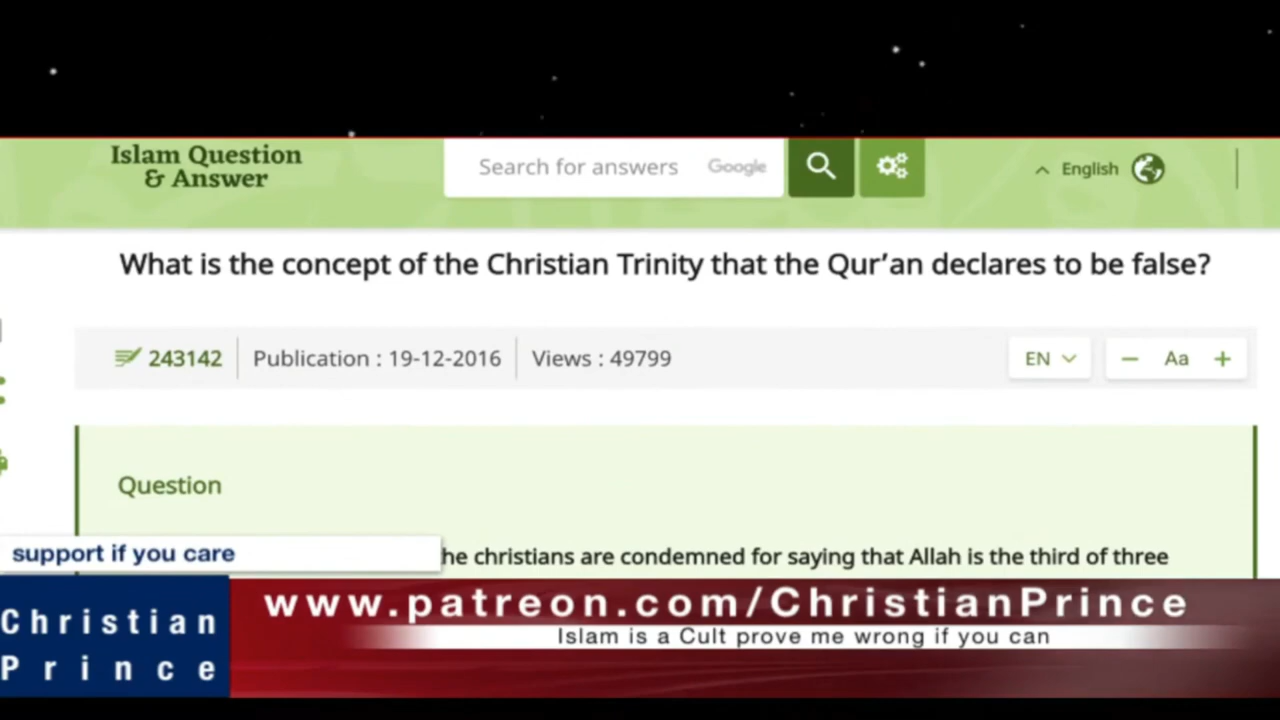 Islam Question
& Answer
Search for answers Google
English
What is the concept of the Christian Trinity that the Qur’an declares to be false?
243142 Publication : 19-12-2016 Views : 49799
EN − Aa +
Question
he christians are condemned for saying that Allah is the third of three
support if you care
Christian
Prince
www.patreon.com/ChristianPrince
Islam is a Cult prove me wrong if you can